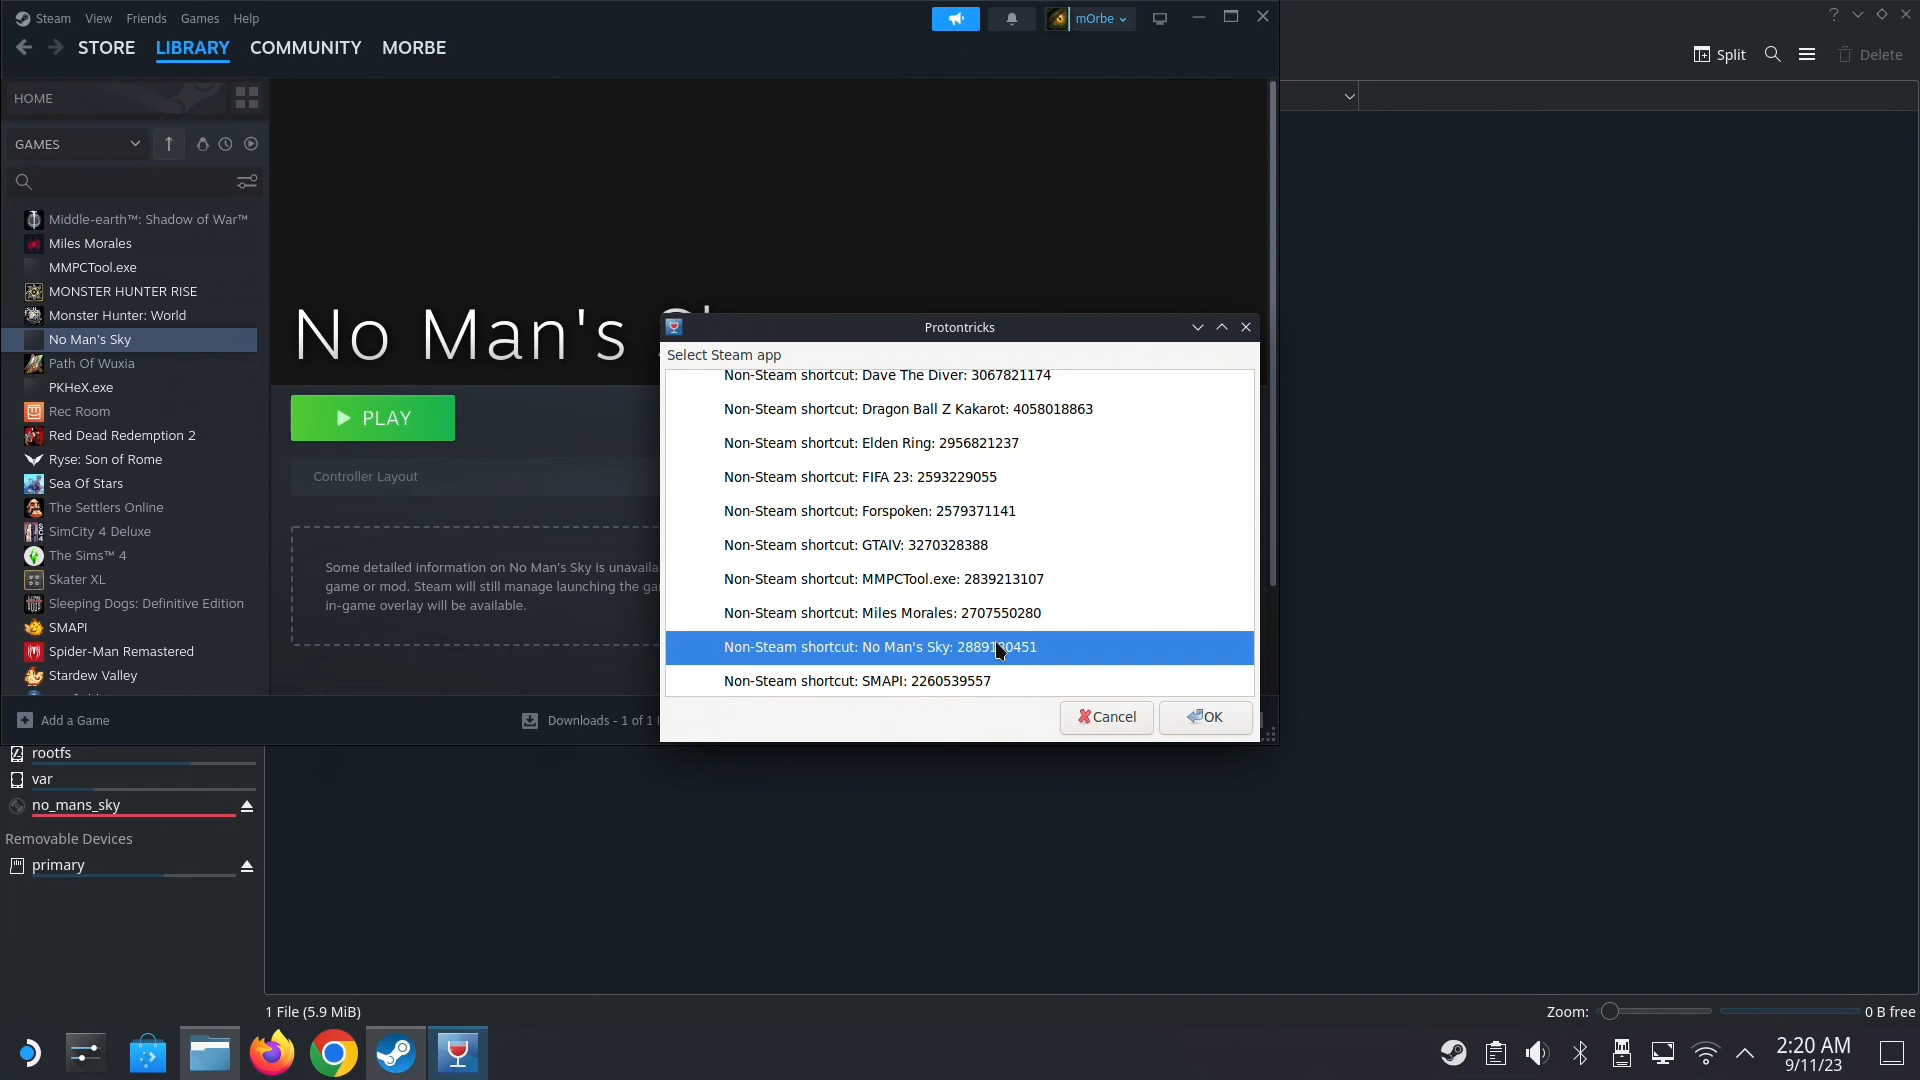 Steam View Friends Games Help
mOrbe
STORE LIBRARY COMMUNITY MORBE
Split
Delete
HOME
GAMES
Middle-earth™: Shadow of War™
Miles Morales
MMPCTool.exe
MONSTER HUNTER RISE
Monster Hunter: World
No Man's Sky
Path Of Wuxia
PKHeX.exe
Rec Room
Red Dead Redemption 2
Ryse: Son of Rome
Sea Of Stars
The Settlers Online
SimCity 4 Deluxe
The Sims™ 4
Skater XL
Sleeping Dogs: Definitive Edition
SMAPI
Spider-Man Remastered
Stardew Valley
Add a Game
No Man's
PLAY
Controller Layout
Some detailed information on No Man's Sky is
game or mod. Steam will still manage launching the
in-game overlay will be available.
Downloads - 1 of 1
Protontricks
Select Steam app
Non-Steam shortcut: Dave The Diver: 3067821174
Non-Steam shortcut: Dragon Ball Z Kakarot: 4058018863
Non-Steam shortcut: Elden Ring: 2956821237
Non-Steam shortcut: FIFA 23: 2593229055
Non-Steam shortcut: Forspoken: 2579371141
Non-Steam shortcut: GTAIV: 3270328388
Non-Steam shortcut: MMPCTool.exe: 2839213107
Non-Steam shortcut: Miles Morales: 2707550280
Non-Steam shortcut: No Man's Sky:
Non-Steam shortcut: SMAPI: 2260539557
Cancel OK
rootfs
var
no_mans_sky
Removable Devices
primary
1 File (5.9 MiB)
Zoom:
0 B free
2:20 AM
9/11/23